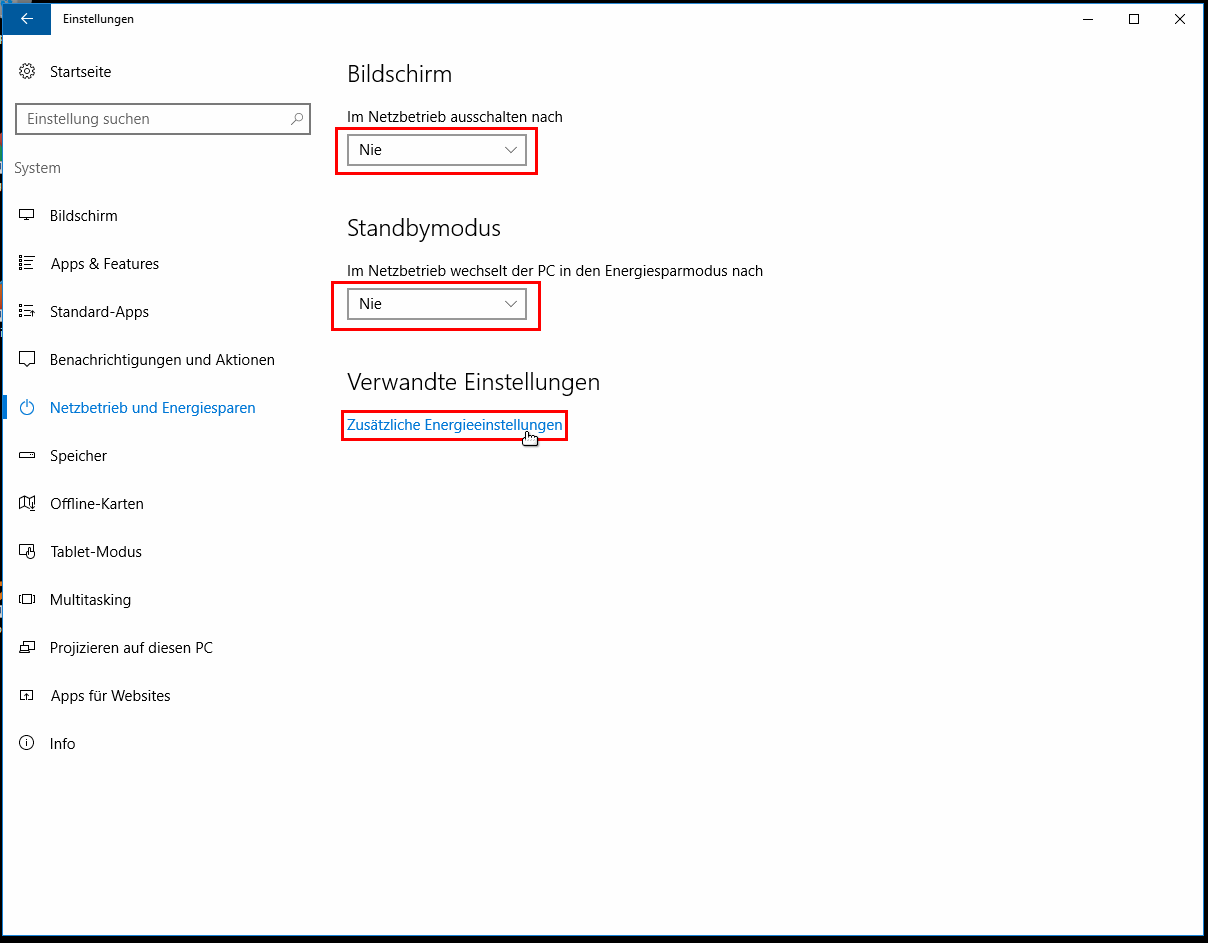 Einstellungen
Startseite
Einstellung suchen
System
Bildschirm
Apps & Features
Standard-Apps
Benachrichtigungen und Aktionen
Netzbetrieb und Energiesparen
Speicher
Offline-Karten
Tablet-Modus
Multitasking
Projizieren auf diesen PC
Apps für Websites
Info
Bildschirm
Im Netzbetrieb ausschalten nach
Nie
Standbymodus
Im Netzbetrieb wechselt der PC in den Energiesparmodus nach
Nie
Verwandte Einstellungen
Zusätzliche Energieeinstellungen